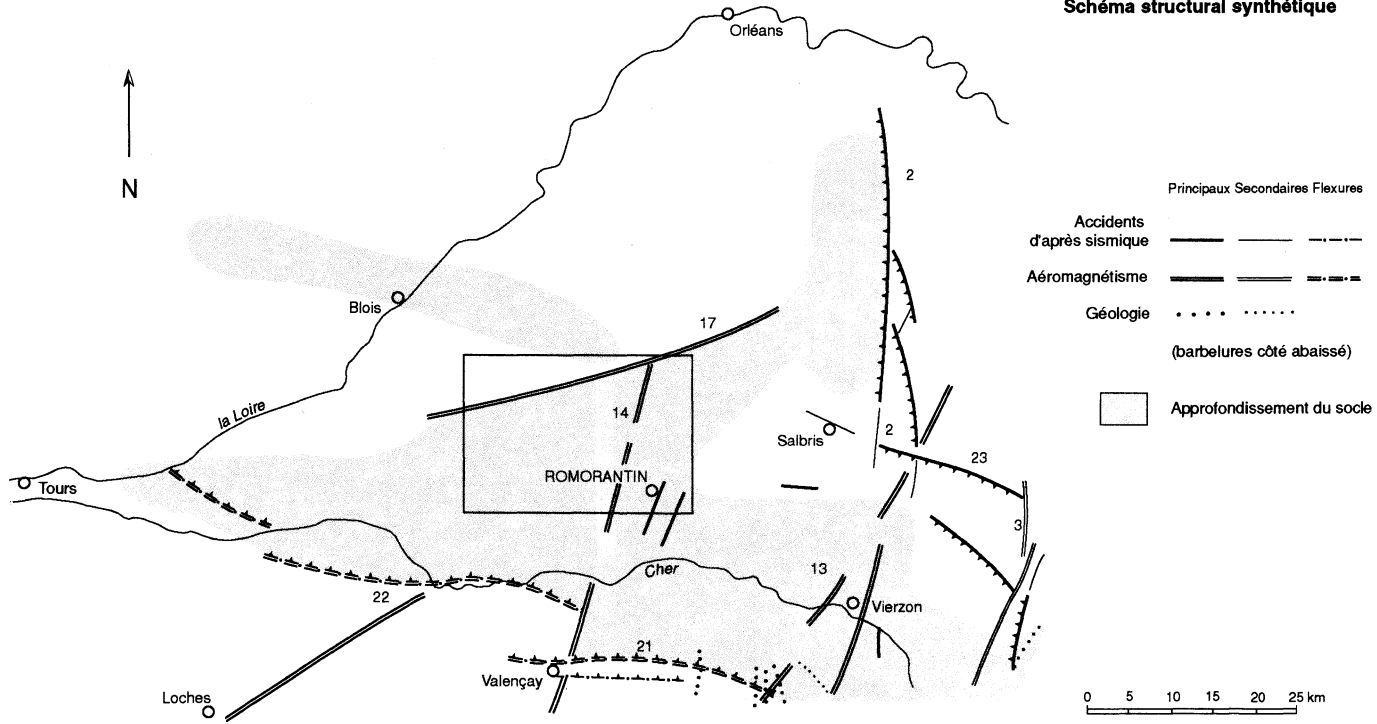 Schéma structural synthétique
Orléans
N
2
Principaux Secondaires Flexures
Accidents
d'après sismique
Aéromagnétisme
Géologie
(barbelures côté abaissé)
Approfondissement du socle
Blois
17
la Loire
14
Salbris
2
23
ROMORANTIN
Tours
3
Cher
13
22
Vierzon
21
Valençay
Loches
0 5 10 15 20 25 km